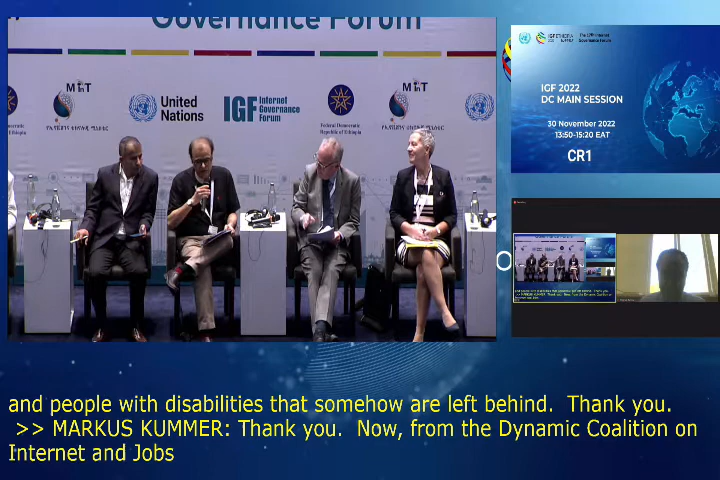 Governance Forum
United
Nations
IGF Internet
Governance
Forum
Federal Democratic
Republic of Ethiopia
IGF 2022
DC MAIN SESSION
30 November 2022
13:50-15:20 EAT
CR1
and people with disabilities that somehow are left behind.  Thank you.
>> MARKUS KUMMER: Thank you.  Now, from the Dynamic Coalition on
Internet and Jobs